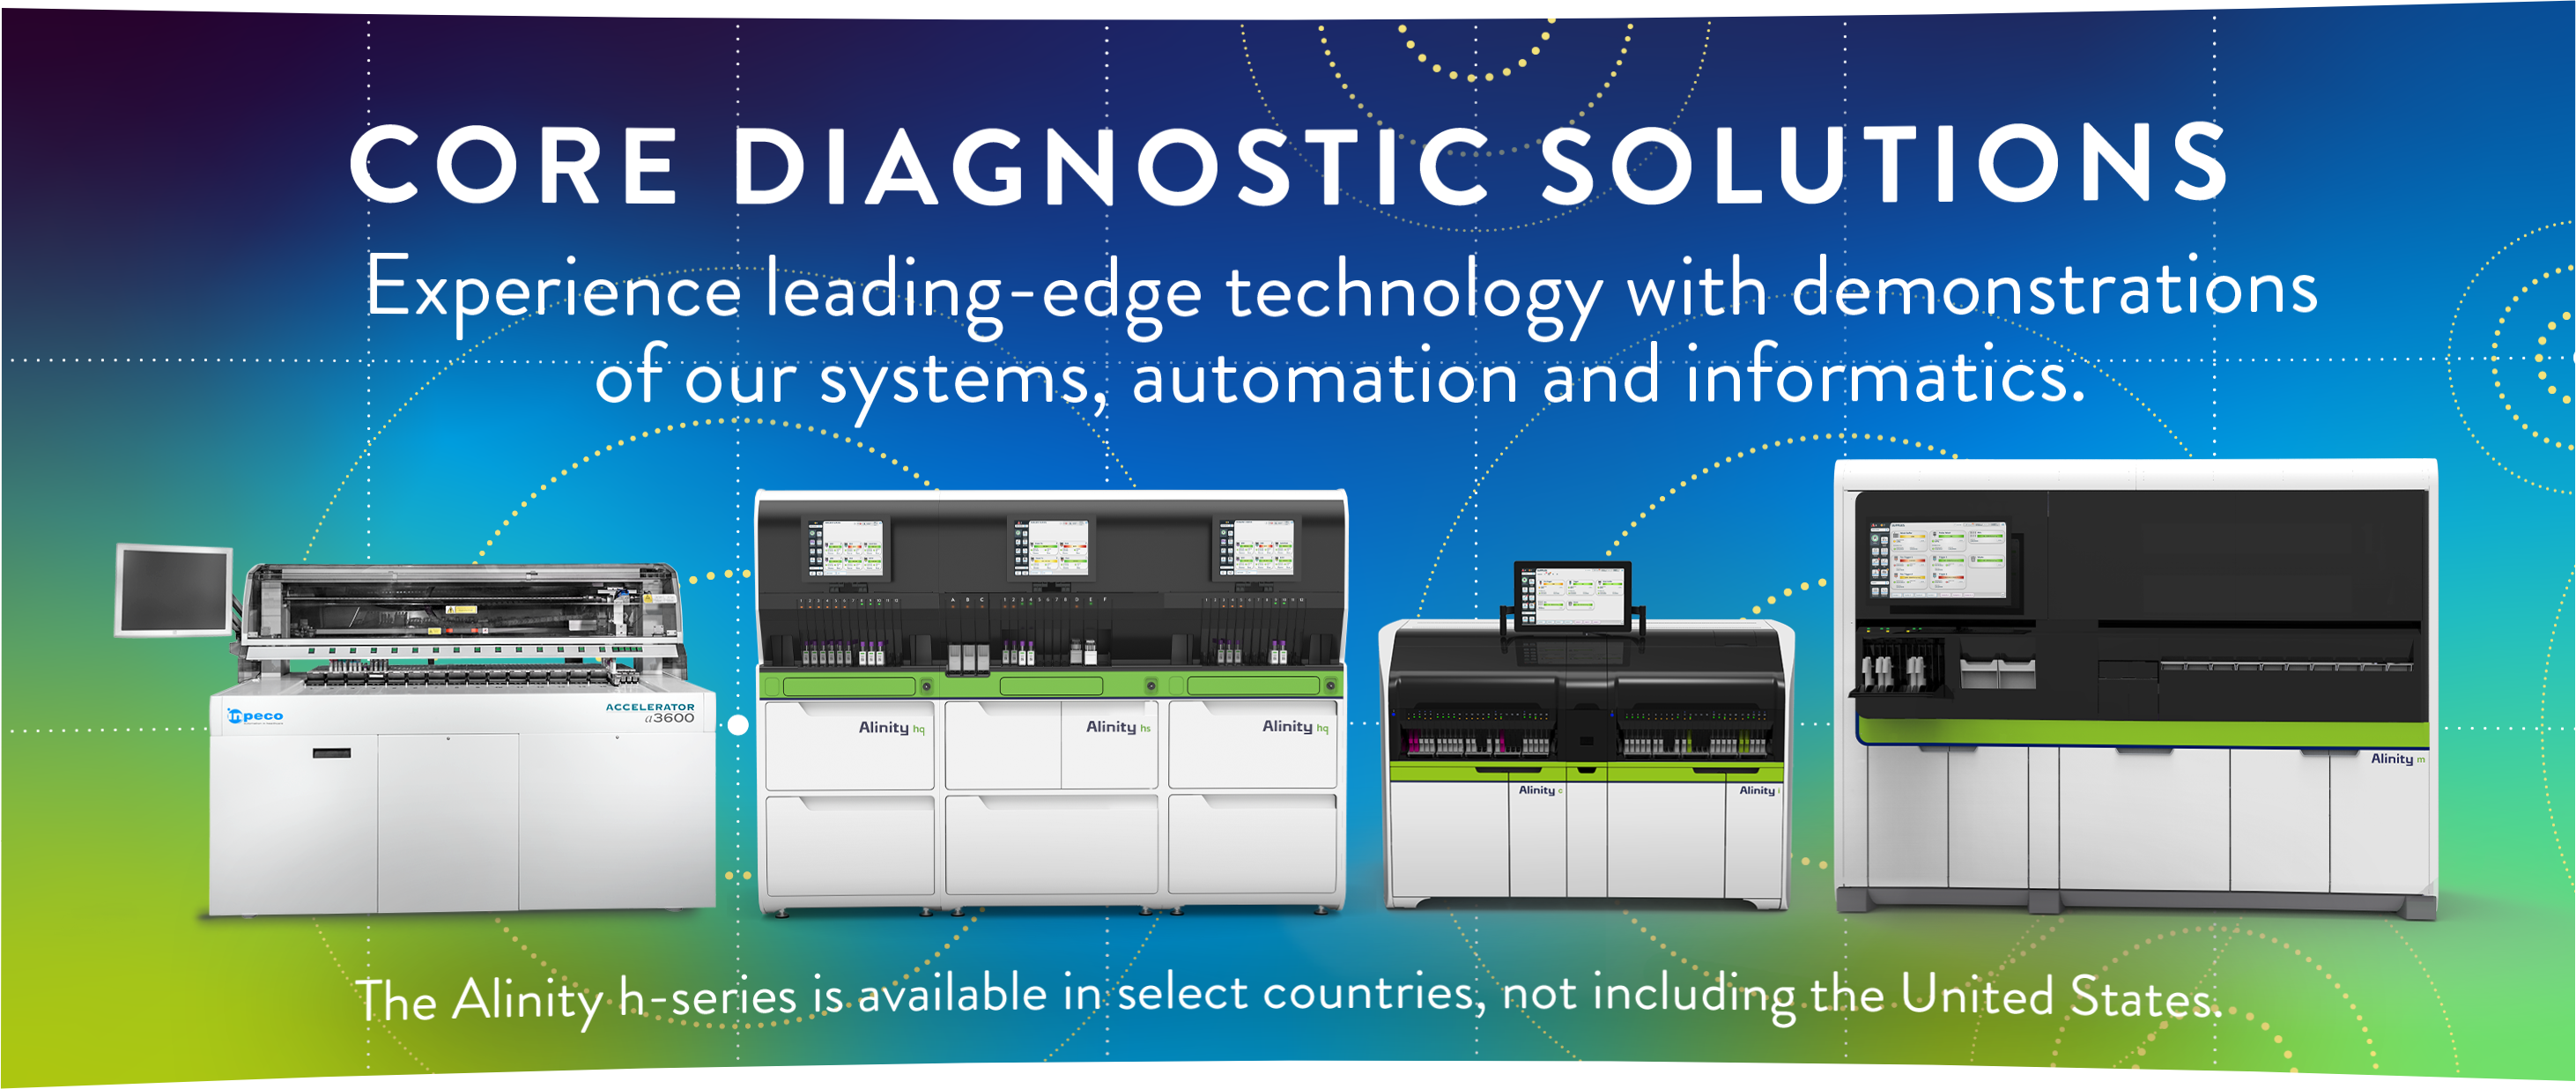 CORE DIAGNOSTIC SOLUTIONS
Experience leading-edge technology with demonstrations
of our systems, automation and informatics.
inpeco
ACCELERATOR
a3600
Alinity hq
Alinity hs
Alinity hq
Alinity c
Alinity i
Alinity m
The Alinity h-series is available in select countries, not including the United States.